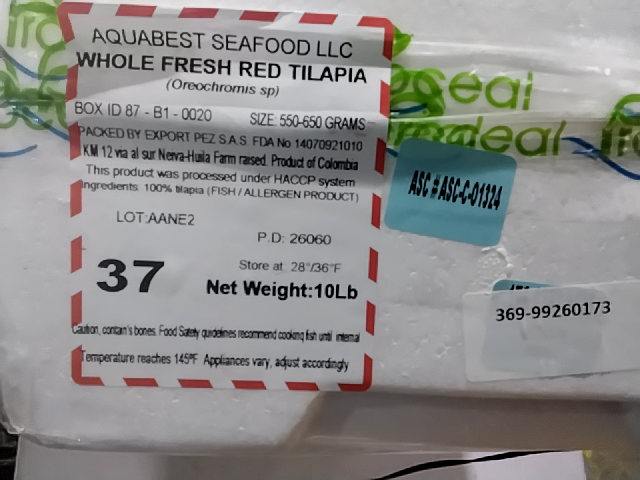 AQUABEST SEAFOOD LLC
WHOLE FRESH RED TILAPIA
(Oreochromis sp)
BOX ID 87 - B1 - 0020 SIZE: 550-650 GRAMS
PACKED BY EXPORT PEZ S.A.S. FDA No 14070921010
KM 12 via al sur Neiva-Huila Farm raised. Product of Colombia
This product was processed under HACCP system
Ingredients: 100% tilapia (FISH / ALLERGEN PRODUCT)
LOT:AANE2
P.D: 26060
37
Store at 28°/36°F
Net Weight:10Lb
Caution, contain's bones. Food Safety guidelines recommend cooking fish until internal
Temperature reaches 145ºF Appliances vary, adjust accordingly
ASC # ASC-C-01324
369-99260173